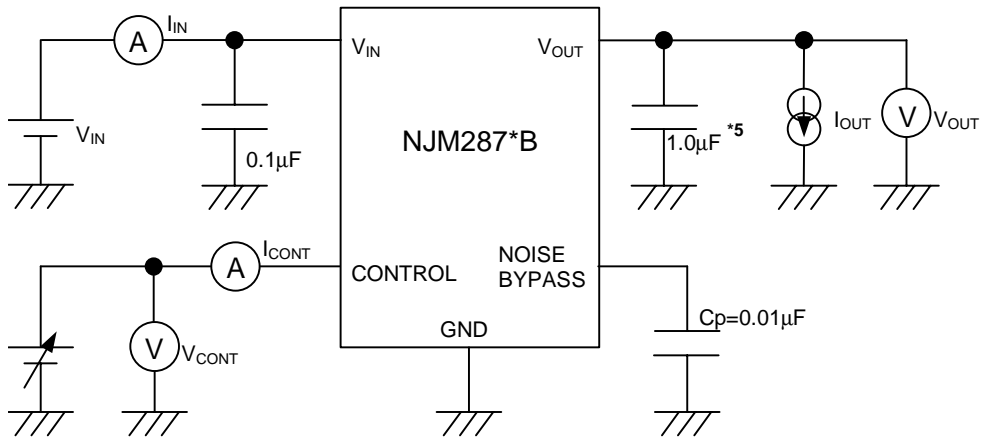 A
I_IN
V_IN
0.1µF
V_IN
V_OUT
NJM287*B
1.0µF *5
I_OUT
V
V_OUT
A
I_CONT
V
V_CONT
CONTROL
NOISE
BYPASS
GND
Cp=0.01µF